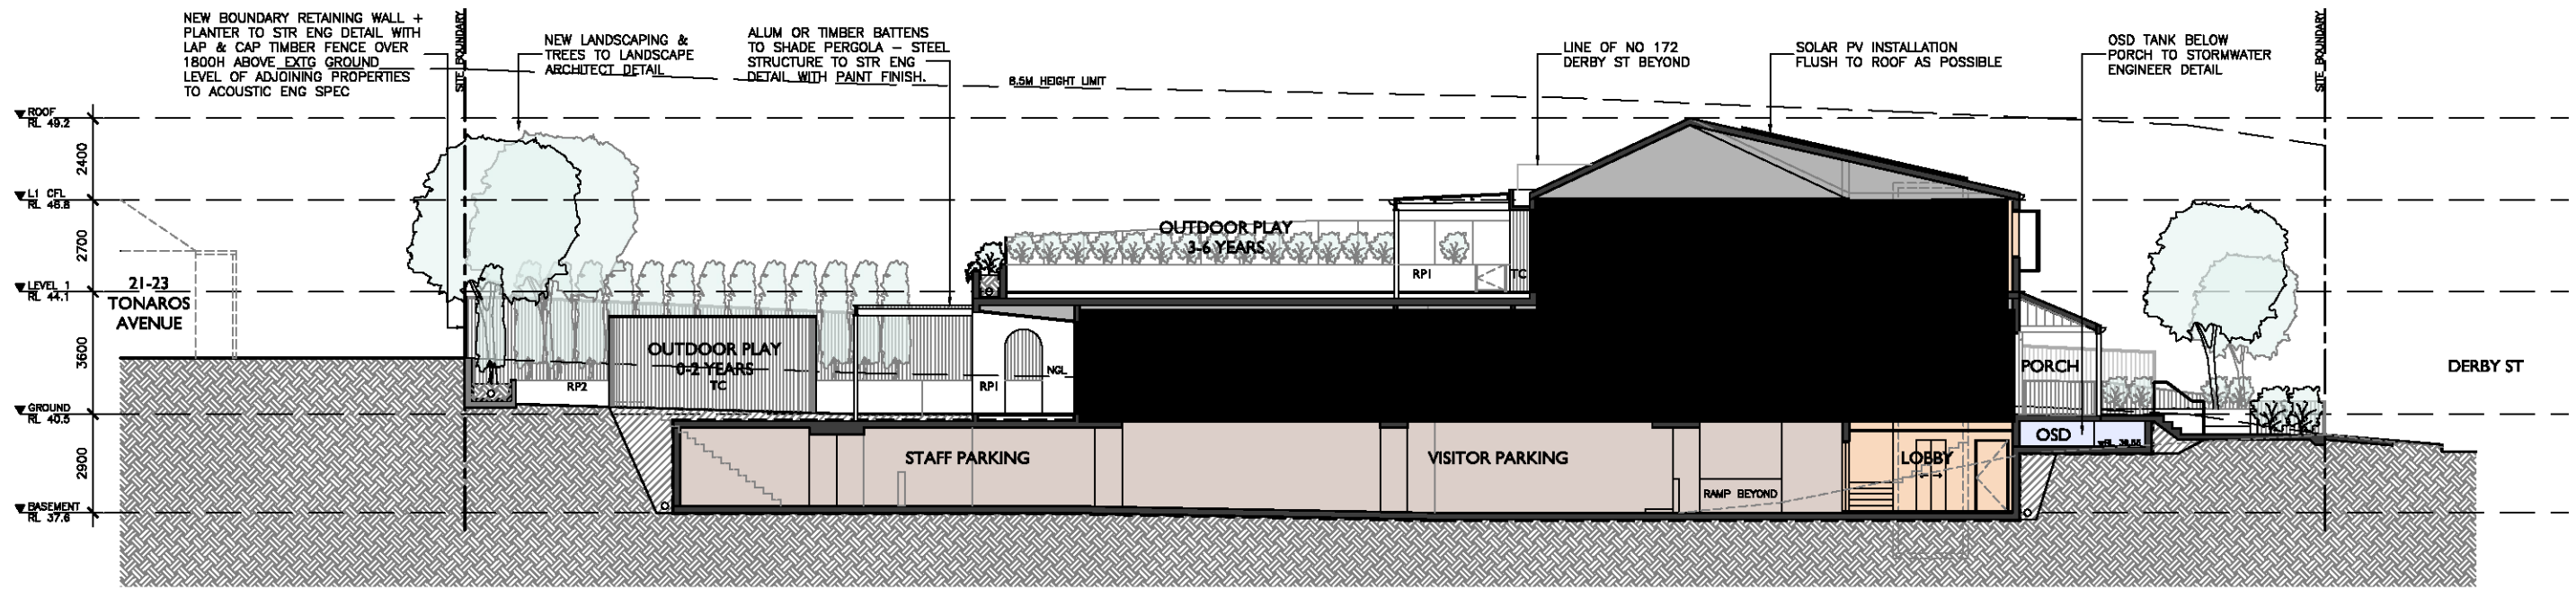 NEW BOUNDARY RETAINING WALL +
PLANTER TO STR ENG DETAIL WITH
LAP & CAP TIMBER FENCE OVER
1800H ABOVE EXTG GROUND
LEVEL OF ADJOINING PROPERTIES
TO ACOUSTIC ENG SPEC
SITE BOUNDARY
NEW LANDSCAPING &
TREES TO LANDSCAPE
ARCHITECT DETAIL
ALUM OR TIMBER BATTENS
TO SHADE PERGOLA – STEEL
STRUCTURE TO STR ENG
DETAIL WITH PAINT FINISH.
8.5M HEIGHT LIMIT
LINE OF NO 172
DERBY ST BEYOND
SOLAR PV INSTALLATION
FLUSH TO ROOF AS POSSIBLE
OSD TANK BELOW
PORCH TO STORMWATER
ENGINEER DETAIL
SITE BOUNDARY
ROOF
RL 49.2
2400
L1 CFL
RL 46.8
2700
LEVEL 1
RL 44.1
3600
GROUND
RL 40.5
2900
BASEMENT
RL 37.6
21-23
TONAROS
AVENUE
OUTDOOR PLAY
3-6 YEARS
RP1
TC
OUTDOOR PLAY
0-2 YEARS
TC
RP2
RP1
NGL
PORCH
DERBY ST
OSD
STAFF PARKING
VISITOR PARKING
RAMP BEYOND
LOBBY